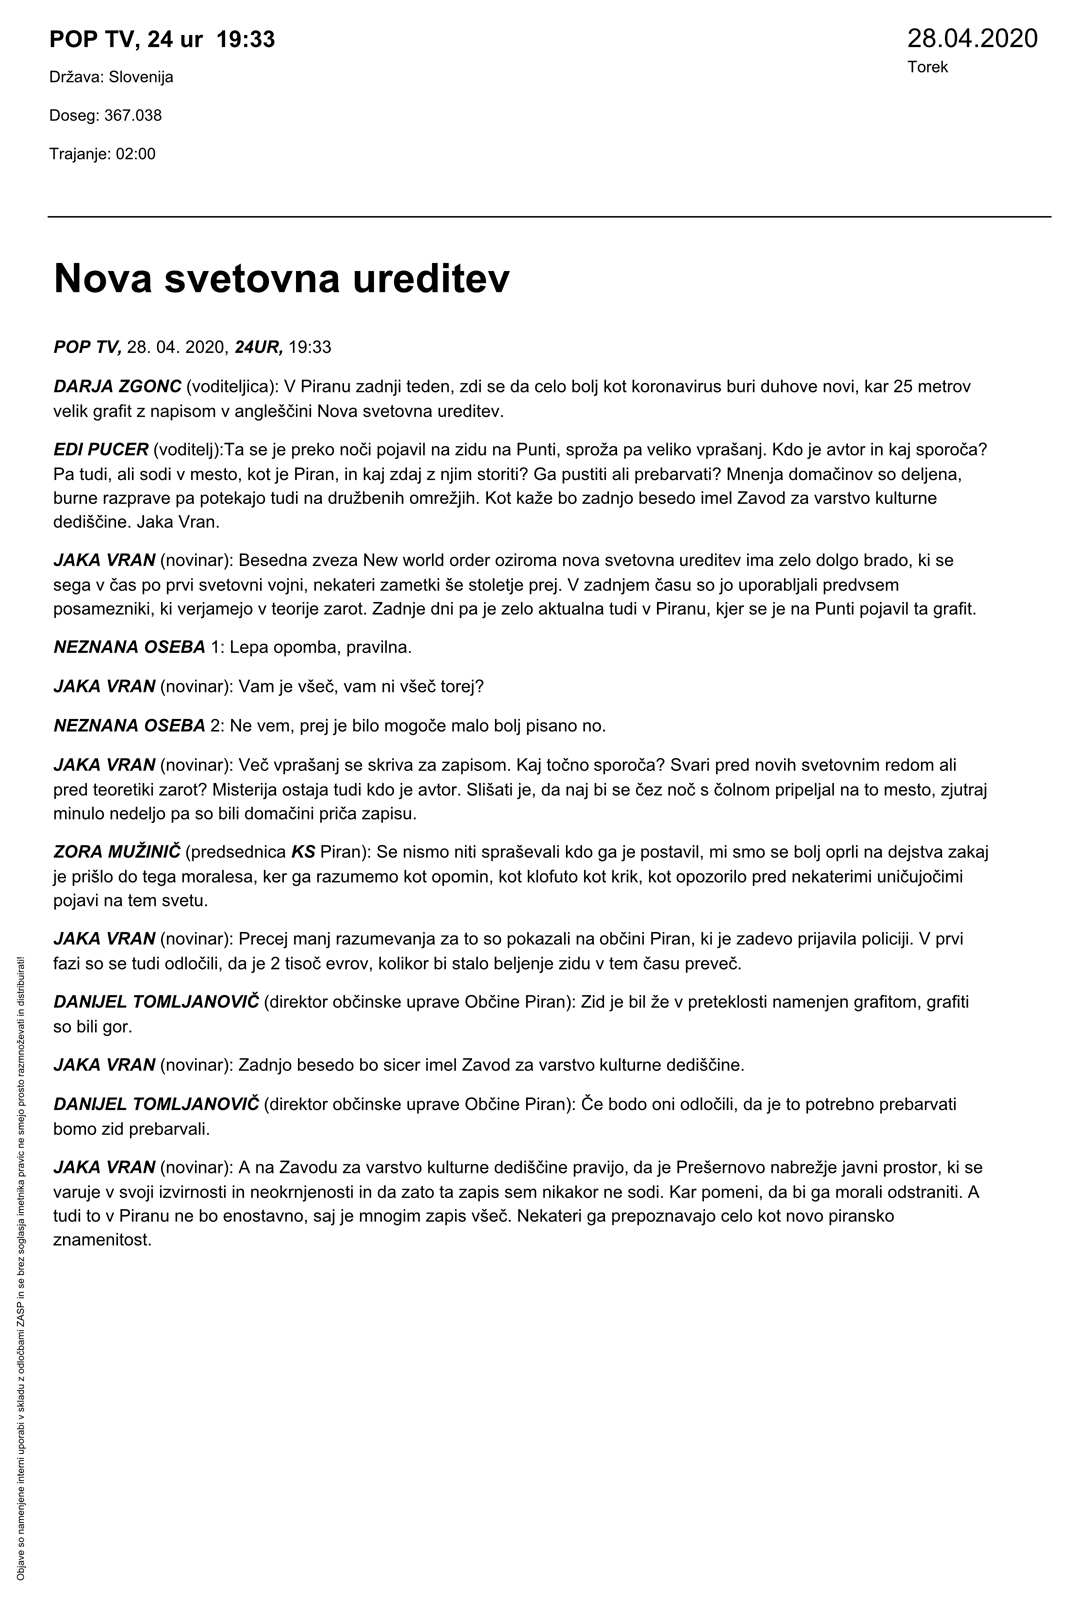 POP TV, 24 ur 19:33
28.04.2020
Država: Slovenija
Torek
Doseg: 367.038
Trajanje: 02:00
Nova svetovna ureditev
POP TV, 28. 04. 2020, 24UR, 19:33
DARJA ZGONC (voditeljica): V Piranu zadnji teden, zdi se da celo bolj kot koronavirus buri duhove novi, kar 25 metrov
velik grafit z napisom v angleščini Nova svetovna ureditev.
EDI PUCER (voditelj):Ta se je preko noči pojavil na zidu na Punti, sproža pa veliko vprašanj. Kdo je avtor in kaj sporoča?
Pa tudi, ali sodi v mesto, kot je Piran, in kaj zdaj z njim storiti? Ga pustiti ali prebarvati? Mnenja domačinov so deljena,
burne razprave pa potekajo tudi na družbenih omrežjih. Kot kaže bo zadnjo besedo imel Zavod za varstvo kulturne
dediščine. Jaka Vran.
JAKA VRAN (novinar): Besedna zveza New world order oziroma nova svetovna ureditev ima zelo dolgo brado, ki se
sega v čas po prvi svetovni vojni, nekateri zametki še stoletje prej. V zadnjem času so jo uporabljali predvsem
posamezniki, ki verjamejo v teorije zarot. Zadnje dni pa je zelo aktualna tudi v Piranu, kjer se je na Punti pojavil ta grafit.
NEZNANA OSEBA 1: Lepa opomba, pravilna.
JAKA VRAN (novinar): Vam je všeč, vam ni všeč torej?
NEZNANA OSEBA 2: Ne vem, prej je bilo mogoče malo bolj pisano no.
JAKA VRAN (novinar): Več vprašanj se skriva za zapisom. Kaj točno sporoča? Svari pred novih svetovnim redom ali
pred teoretiki zarot? Misterija ostaja tudi kdo je avtor. Slišati je, da naj bi se čez noč s čolnom pripeljal na to mesto, zjutraj
minulo nedeljo pa so bili domačini priča zapisu.
ZORA MUŽINIČ (predsednica KS Piran): Se nismo niti spraševali kdo ga je postavil, mi smo se bolj oprli na dejstva zakaj
je prišlo do tega moralesa, ker ga razumemo kot opomin, kot klofuto kot krik, kot opozorilo pred nekaterimi uničujočimi
pojavi na tem svetu.
JAKA VRAN (novinar): Precej manj razumevanja za to so pokazali na občini Piran, ki je zadevo prijavila policiji. V prvi
fazi so se tudi odločili, da je 2 tisoč evrov, kolikor bi stalo beljenje zidu v tem času preveč.
DANIJEL TOMLJANOVIČ (direktor občinske uprave Občine Piran): Zid je bil že v preteklosti namenjen grafitom, grafiti
so bili gor.
JAKA VRAN (novinar): Zadnjo besedo bo sicer imel Zavod za varstvo kulturne dediščine.
DANIJEL TOMLJANOVIČ (direktor občinske uprave Občine Piran): Če bodo oni odločili, da je to potrebno prebarvati
bomo zid prebarvali.
JAKA VRAN (novinar): A na Zavodu za varstvo kulturne dediščine pravijo, da je Prešernovo nabrežje javni prostor, ki se
varuje v svoji izvirnosti in neokrnjenosti in da zato ta zapis sem nikakor ne sodi. Kar pomeni, da bi ga morali odstraniti. A
tudi to v Piranu ne bo enostavno, saj je mnogim zapis všeč. Nekateri ga prepoznavajo celo kot novo piransko
znamenitost.
Objave so namenjene interni uporabi v skladu z odločbami ZASP in se brez soglasja imetnika pravic ne smejo prosto razmnoževati in distribuirati!